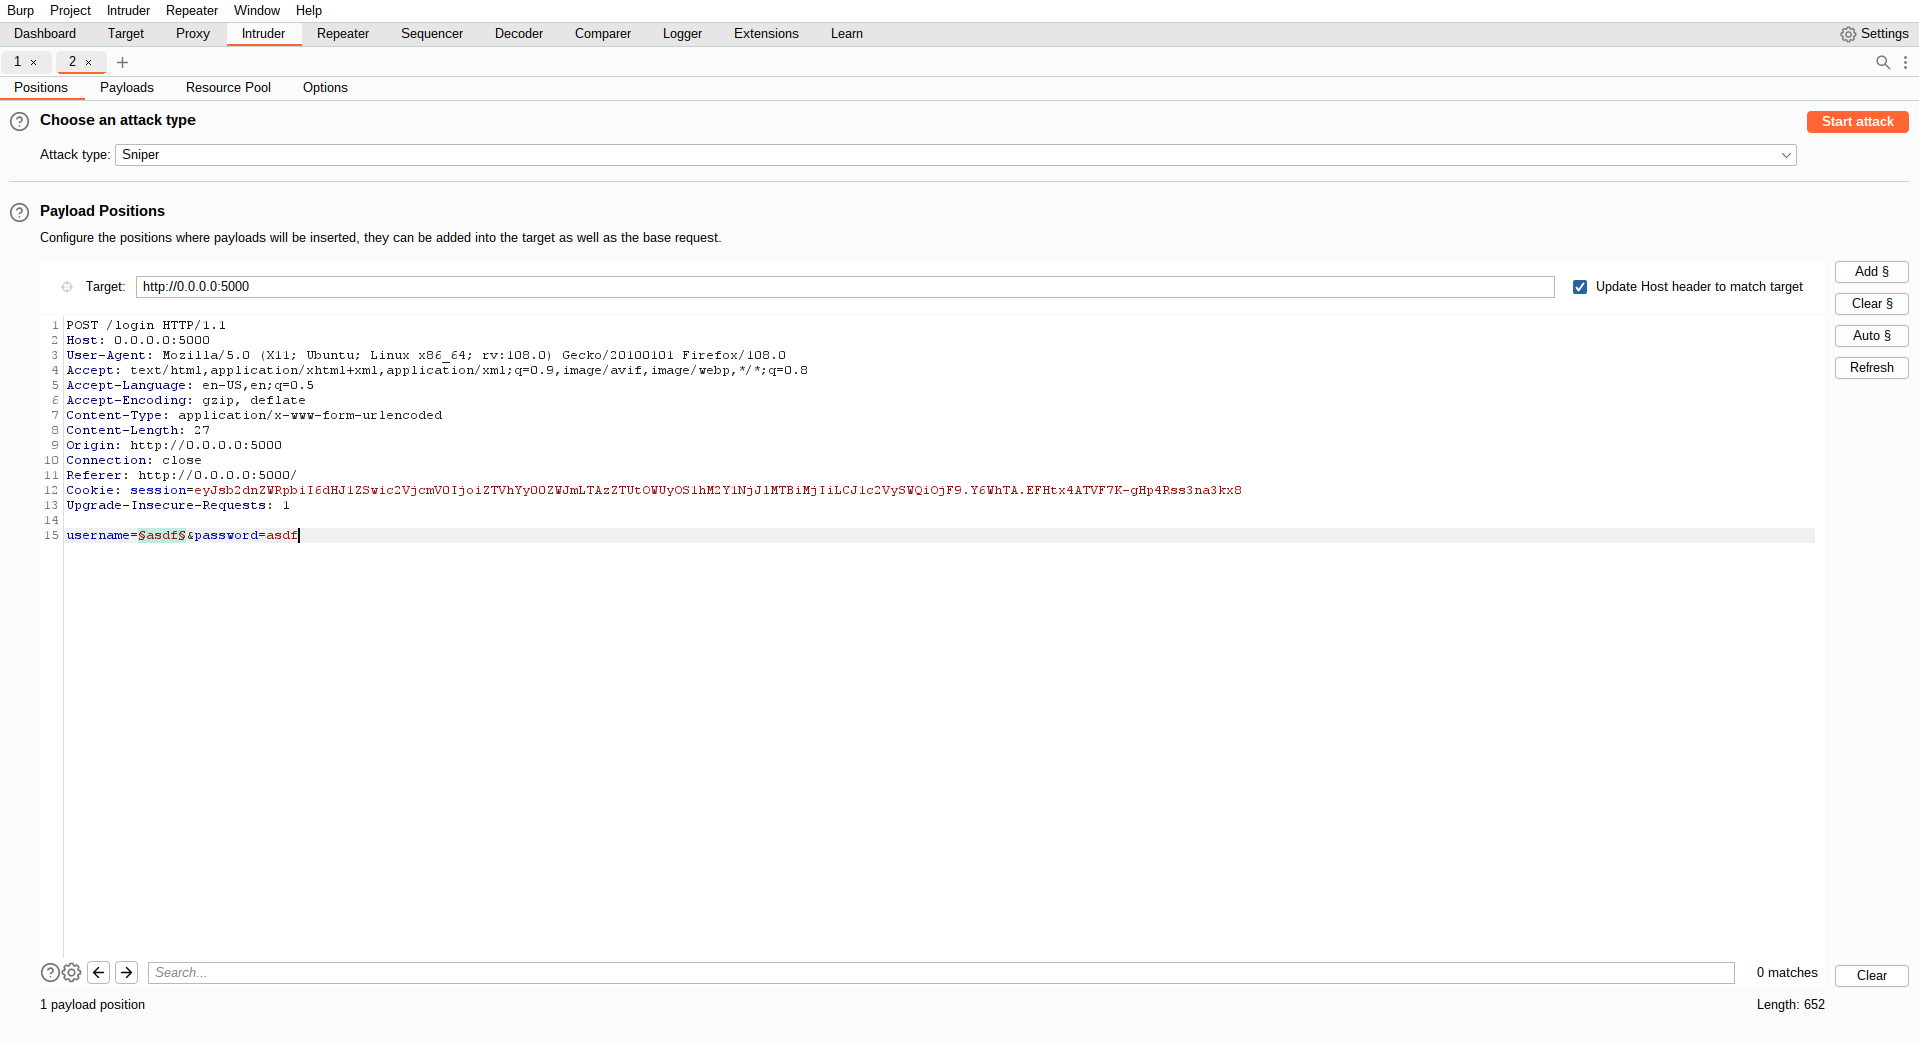 Burp Project Intruder Repeater Window Help
Dashboard Target Proxy Intruder Repeater Sequencer Decoder Comparer Logger Extensions Learn Settings
1 × 2 × +
Positions Payloads Resource Pool Options
? Choose an attack type Start attack
Attack type: Sniper
? Payload Positions
Configure the positions where payloads will be inserted, they can be added into the target as well as the base request.
Target: http://0.0.0.0:5000 Update Host header to match target
Add §
Clear §
Auto §
Refresh
1 POST /login HTTP/1.1
2 Host: 0.0.0.0:5000
3 User-Agent: Mozilla/5.0 (X11; Ubuntu; Linux x86_64; rv:108.0) Gecko/20100101 Firefox/108.0
4 Accept: text/html,application/xhtml+xml,application/xml;q=0.9,image/avif,image/webp,*/*;q=0.8
5 Accept-Language: en-US,en;q=0.5
6 Accept-Encoding: gzip, deflate
7 Content-Type: application/x-www-form-urlencoded
8 Content-Length: 27
9 Origin: http://0.0.0.0:5000
10 Connection: close
11 Referer: http://0.0.0.0:5000/
12 Cookie: session=
13 Upgrade-Insecure-Requests: 1
14
15 username=§asdf§&password=asdf
? Search... 0 matches Clear
1 payload position Length: 652